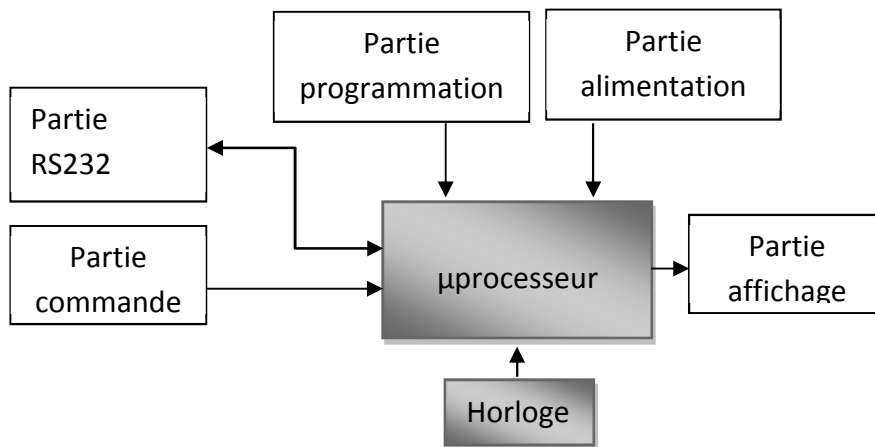 Partie
programmation
Partie
alimentation
Partie
RS232
Partie
commande
µprocesseur
Partie
affichage
Horloge